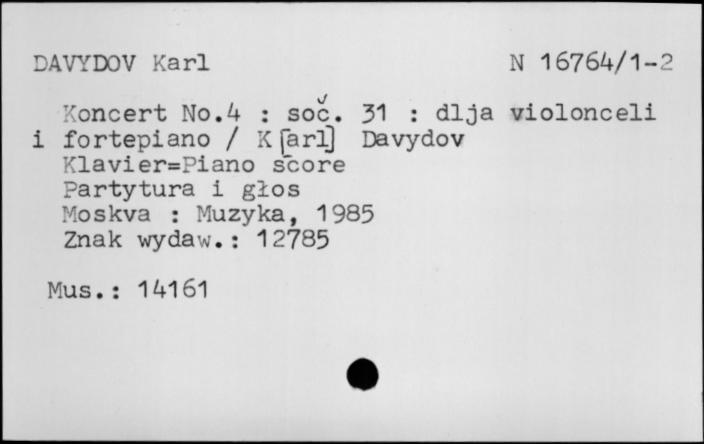 DAVYDOV Karl N 16764/1-2
Koncert No.4 : soč. 31 : dlja violonceli
i fortepiano / K[arl] Davydov
Klavier=Piano score
Partytura i głos
Moskva : Muzyka, 1985
Znak wydaw.: 12785
Mus.: 14161